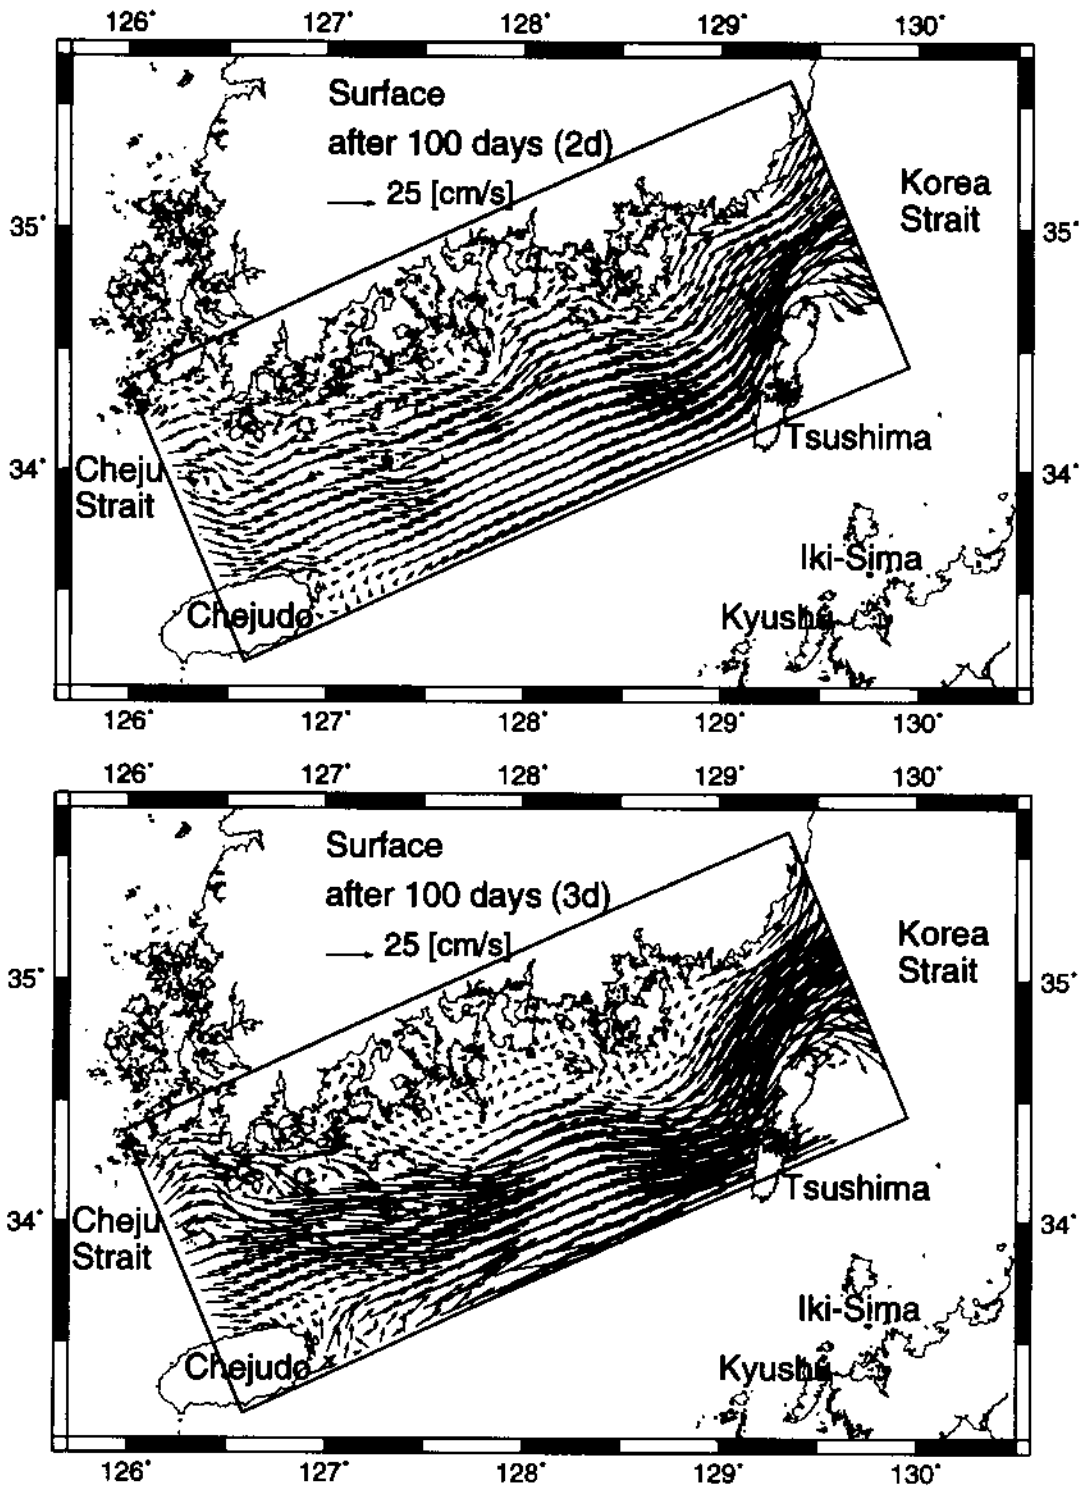 126° 127° 128° 129° 130°
Surface
after 100 days (2d)
25 [cm/s]
Korea
Strait
35° 35°
Tsushima
Cheju
Strait
34° 34°
Iki-Sima
Chejudo
Kyushu
126° 127° 128° 129° 130°
126° 127° 128° 129° 130°
Surface
after 100 days (3d)
25 [cm/s]
Korea
Strait
35° 35°
Tsushima
Cheju
Strait
34° 34°
Iki-Sima
Chejudo
Kyushu
126° 127° 128° 129° 130°